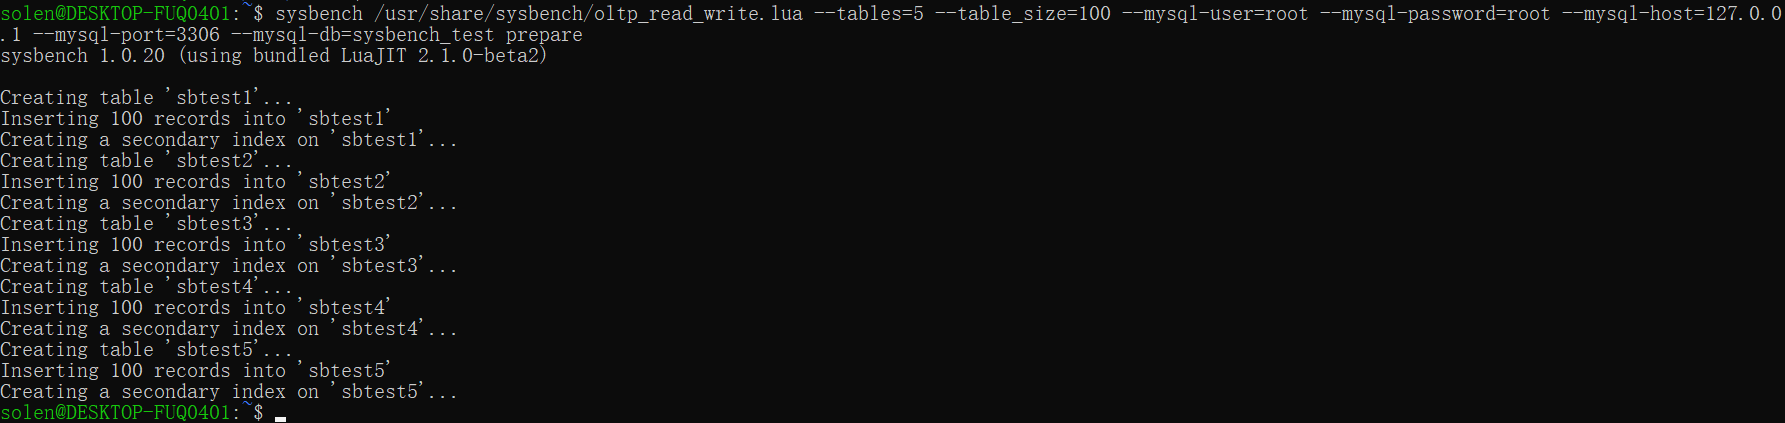 solen@DESKTOP-FUQ0401:~$ sysbench /usr/share/sysbench/oltp_read_write.lua --tables=5 --table_size=100 --mysql-user=root --mysql-password=root --mysql-host=127.0.0
.1 --mysql-port=3306 --mysql-db=sysbench_test prepare
sysbench 1.0.20 (using bundled LuaJIT 2.1.0-beta2)

Creating table 'sbtest1'...
Inserting 100 records into 'sbtest1'
Creating a secondary index on 'sbtest1'...
Creating table 'sbtest2'...
Inserting 100 records into 'sbtest2'
Creating a secondary index on 'sbtest2'...
Creating table 'sbtest3'...
Inserting 100 records into 'sbtest3'
Creating a secondary index on 'sbtest3'...
Creating table 'sbtest4'...
Inserting 100 records into 'sbtest4'
Creating a secondary index on 'sbtest4'...
Creating table 'sbtest5'...
Inserting 100 records into 'sbtest5'
Creating a secondary index on 'sbtest5'...
solen@DESKTOP-FUQ0401:~$